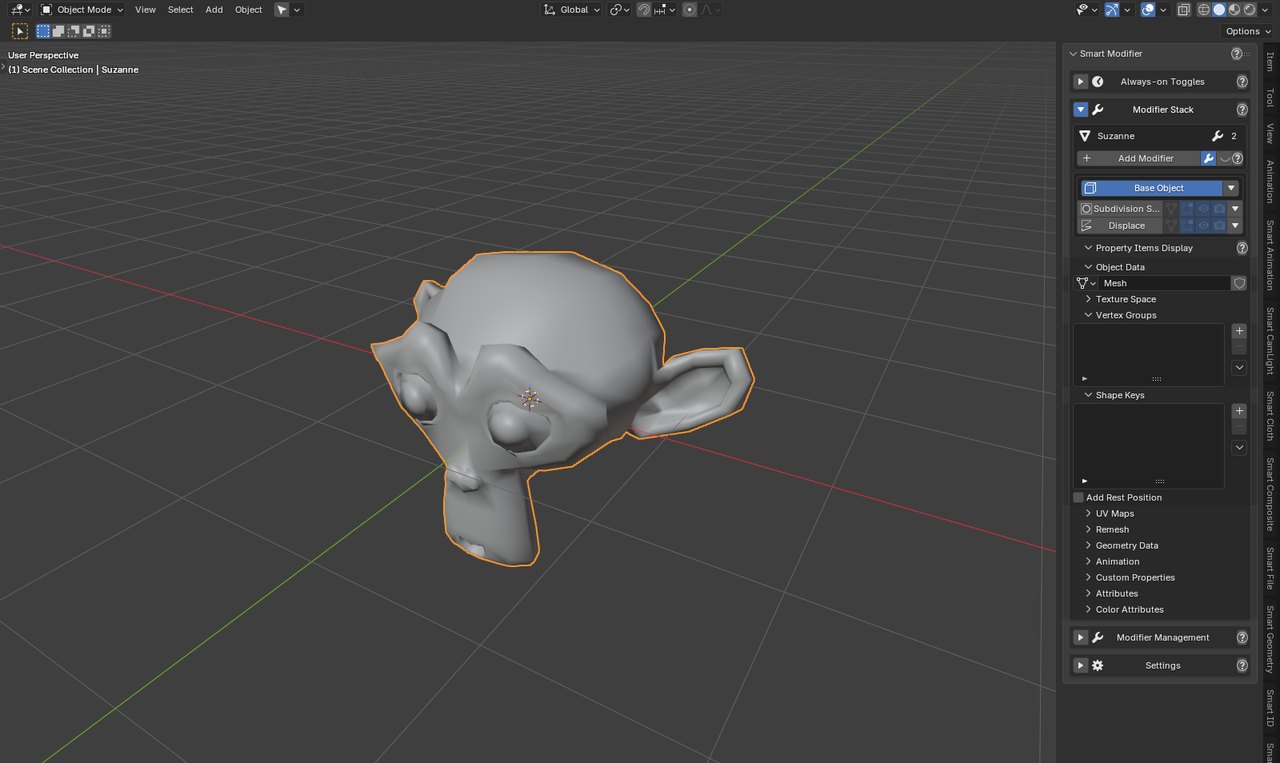 Object Mode View Select Add Object Global
Options
User Perspective
(1) Scene Collection | Suzanne
Smart Modifier
Always-on Toggles
Modifier Stack
Suzanne 2
Add Modifier
Base Object
Subdivision S...
Displace
Property Items Display
Object Data
Mesh
Texture Space
Vertex Groups
Shape Keys
Add Rest Position
UV Maps
Remesh
Geometry Data
Animation
Custom Properties
Attributes
Color Attributes
Modifier Management
Settings
Item
Tool
View
Animation
Smart Animation
Smart CamLight
Smart Cloth
Smart Composite
Smart File
Smart Geometry
Smart ID